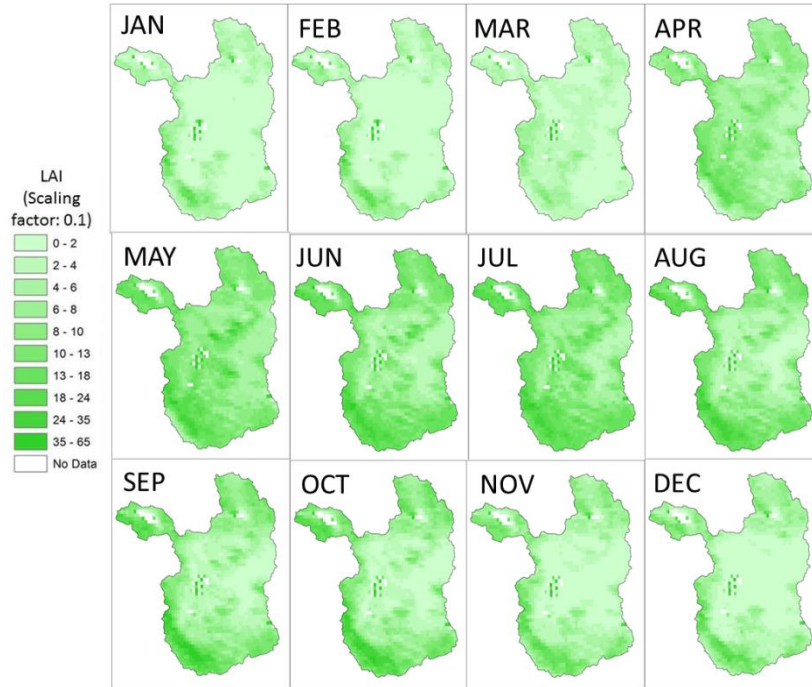 JAN
FEB
MAR
APR
LAI
(Scaling
factor: 0.1)
0 - 2
2 - 4
4 - 6
6 - 8
8 - 10
10 - 13
13 - 18
18 - 24
24 - 35
35 - 65
No Data
MAY
JUN
JUL
AUG
SEP
OCT
NOV
DEC